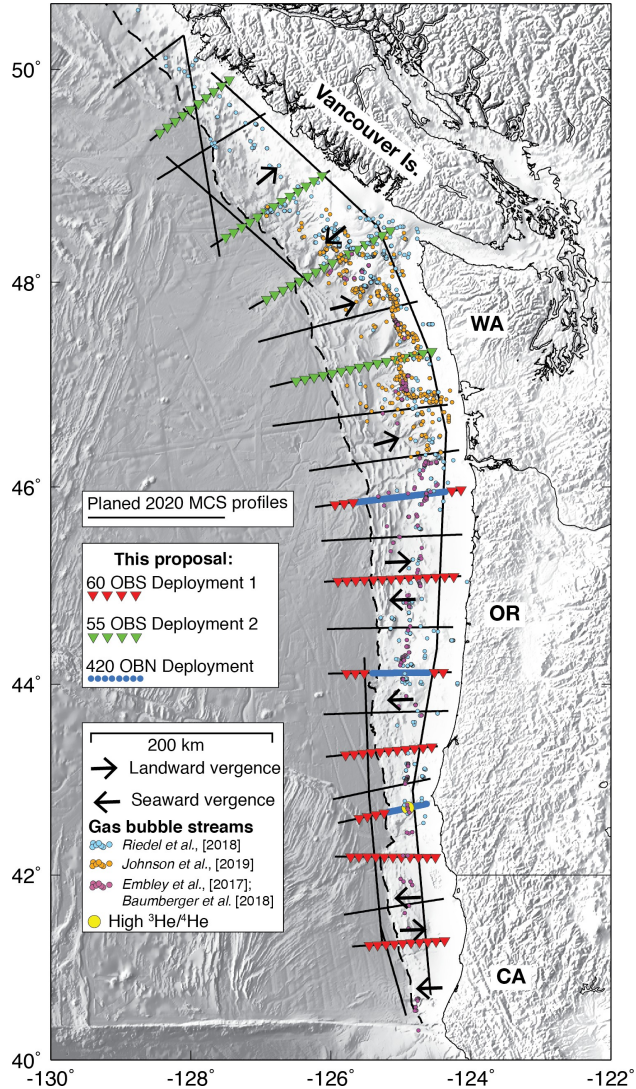 50°
Vancouver Is.
48°
WA
46°
Planed 2020 MCS profiles
This proposal:
60 OBS Deployment 1
55 OBS Deployment 2
420 OBN Deployment
OR
44°
200 km
Landward vergence
Seaward vergence
Gas bubble streams
Riedel et al., [2018]
Johnson et al., [2019]
Embley et al., [2017];
Baumberger et al. [2018]
High ³He/⁴He
42°
CA
40°
-130° -128° -126° -124° -122°